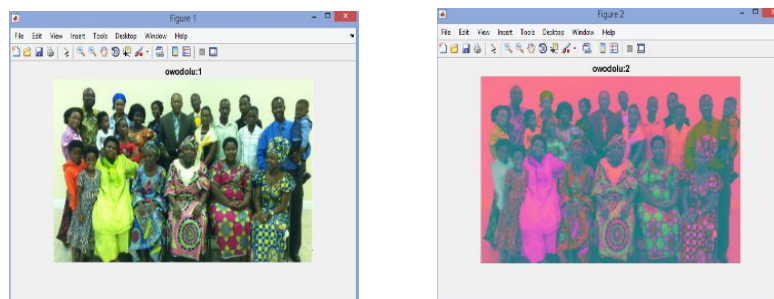 Figure 1
File Edit View Insert Tools Desktop Window Help
owodolu:1
Figure 2
File Edit View Insert Tools Desktop Window Help
owodolu:2